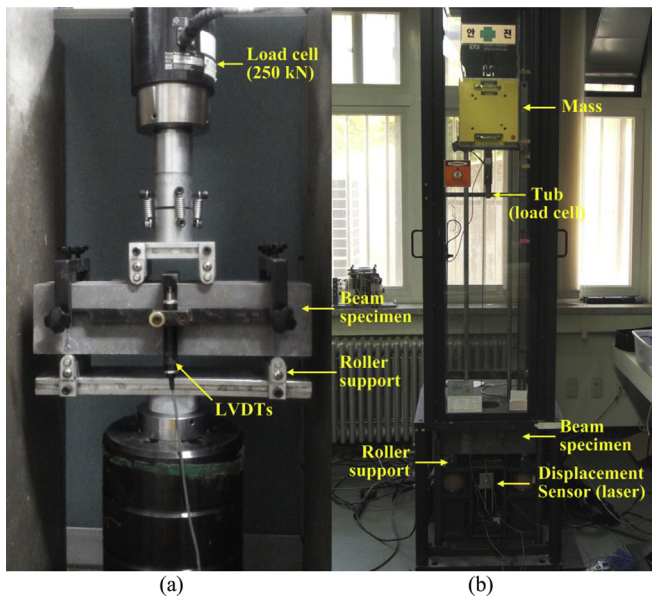 Load cell
(250 kN)
Beam
specimen
Roller
support
LVDTs
(a)
안 전
Mass
Tub
(load cell)
Beam
specimen
Roller
support
Displacement
Sensor (laser)
(b)